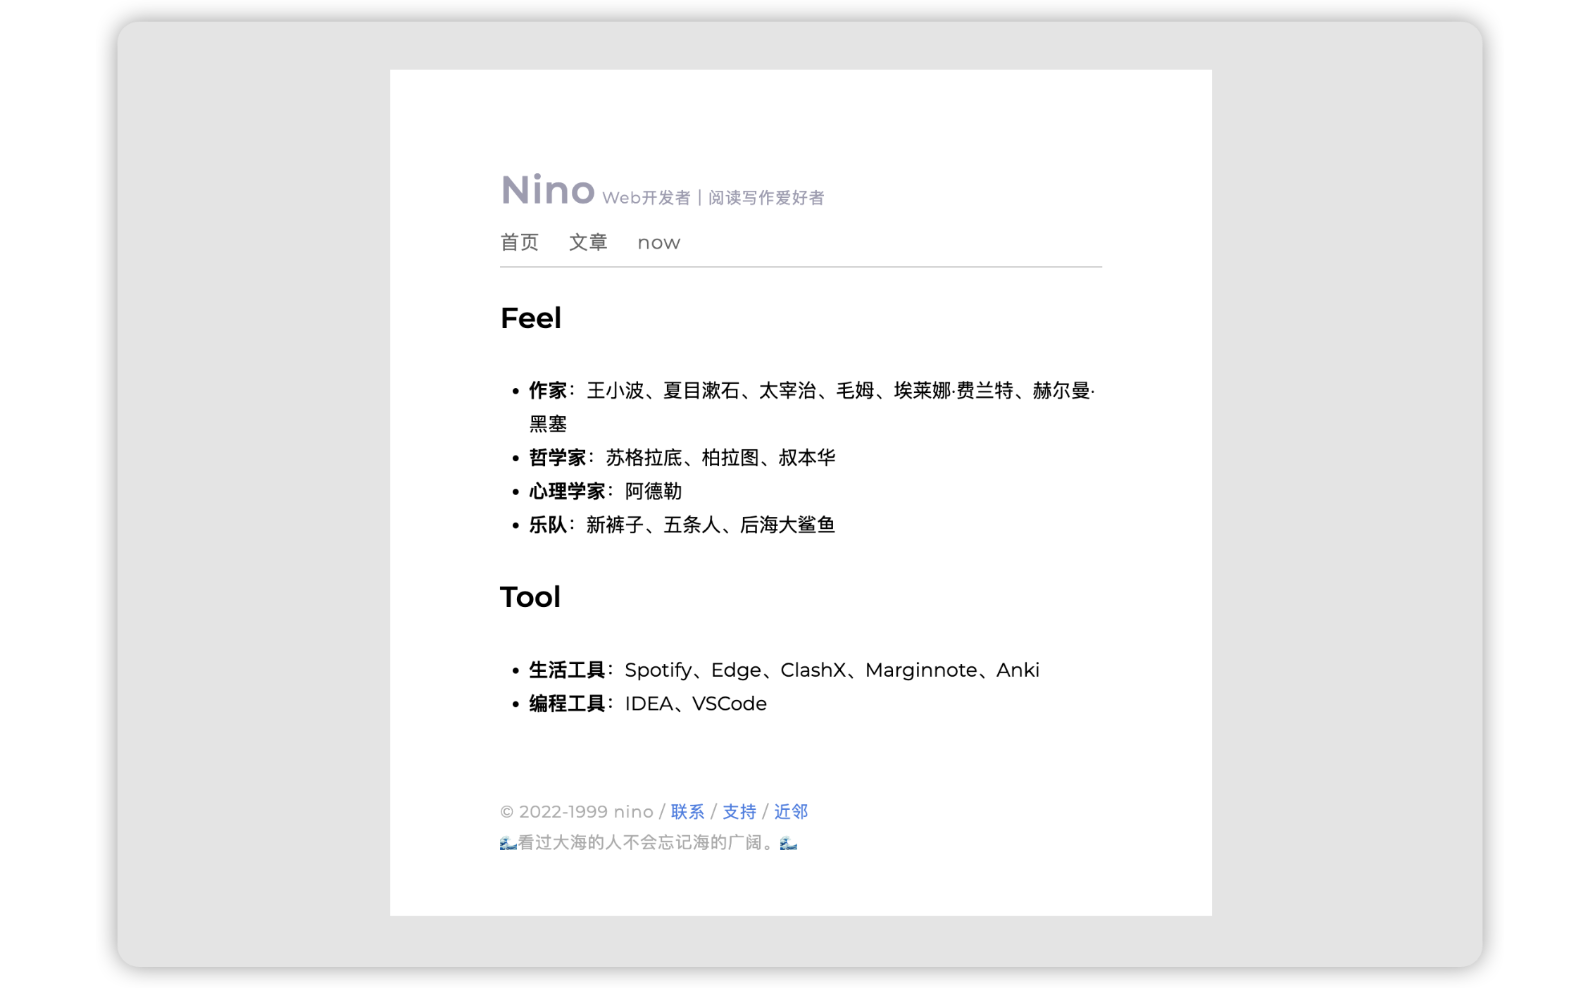 Nino Web开发者 | 阅读写作爱好者
首页 文章 now
Feel
• 作家：王小波、夏目漱石、太宰治、毛姆、埃莱娜·费兰特、赫尔曼·
黑塞
• 哲学家：苏格拉底、柏拉图、叔本华
• 心理学家：阿德勒
• 乐队：新裤子、五条人、后海大鲨鱼
Tool
• 生活工具：Spotify、Edge、ClashX、Marginnote、Anki
• 编程工具：IDEA、VSCode
© 2022-1999 nino / 联系 / 支持 / 近邻
🌊看过大海的人不会忘记海的广阔。🌊